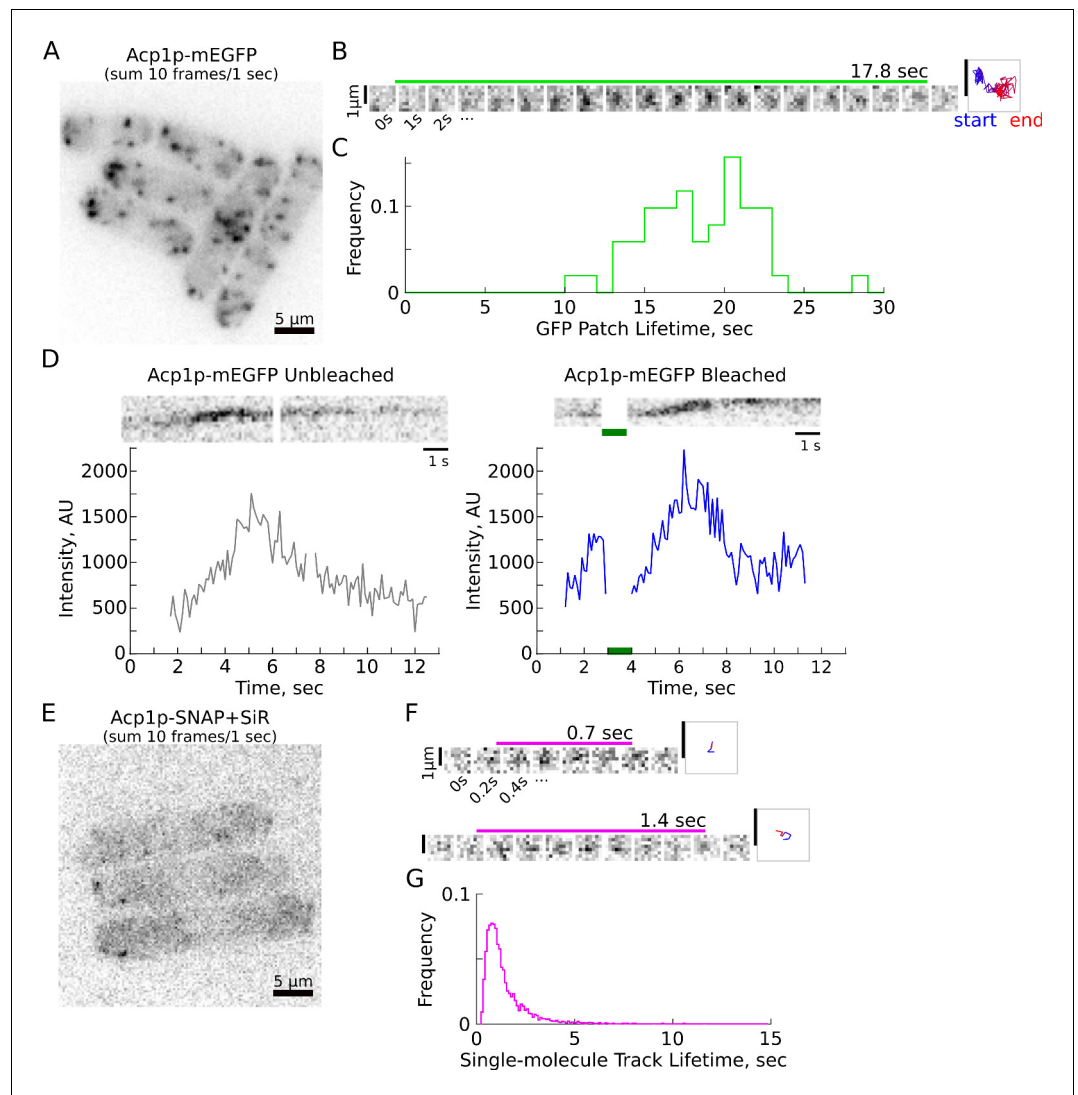 A
Acp1p-mEGFP
(sum 10 frames/1 sec)
5 µm
B
17.8 sec
1µm
0s 1s 2s ...
start end
C
Frequency
0.1
0
0 5 10 15 20 25 30
GFP Patch Lifetime, sec
D
Acp1p-mEGFP Unbleached
1 s
Intensity, AU
2000
1500
1000
500
0
2 4 6 8 10 12
Time, sec
Acp1p-mEGFP Bleached
1 s
Intensity, AU
2000
1500
1000
500
0
0 2 4 6 8 10 12
Time, sec
E
Acp1p-SNAP+SiR
(sum 10 frames/1 sec)
5 µm
F
0.7 sec
1µm
0s 0.2s 0.4s ...
1.4 sec
G
Frequency
0.1
0
0 5 10 15
Single-molecule Track Lifetime, sec